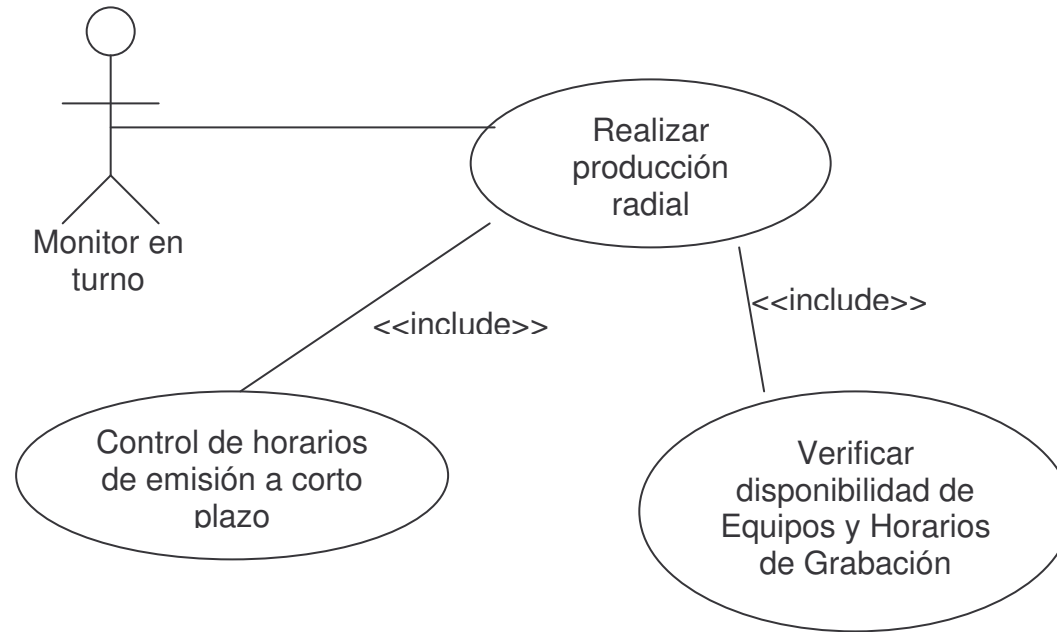 Realizar
producción
radial
Monitor en
turno
<<include>>
<<include>>
Control de horarios
de emisión a corto
plazo
Verificar
disponibilidad de
Equipos y Horarios
de Grabación